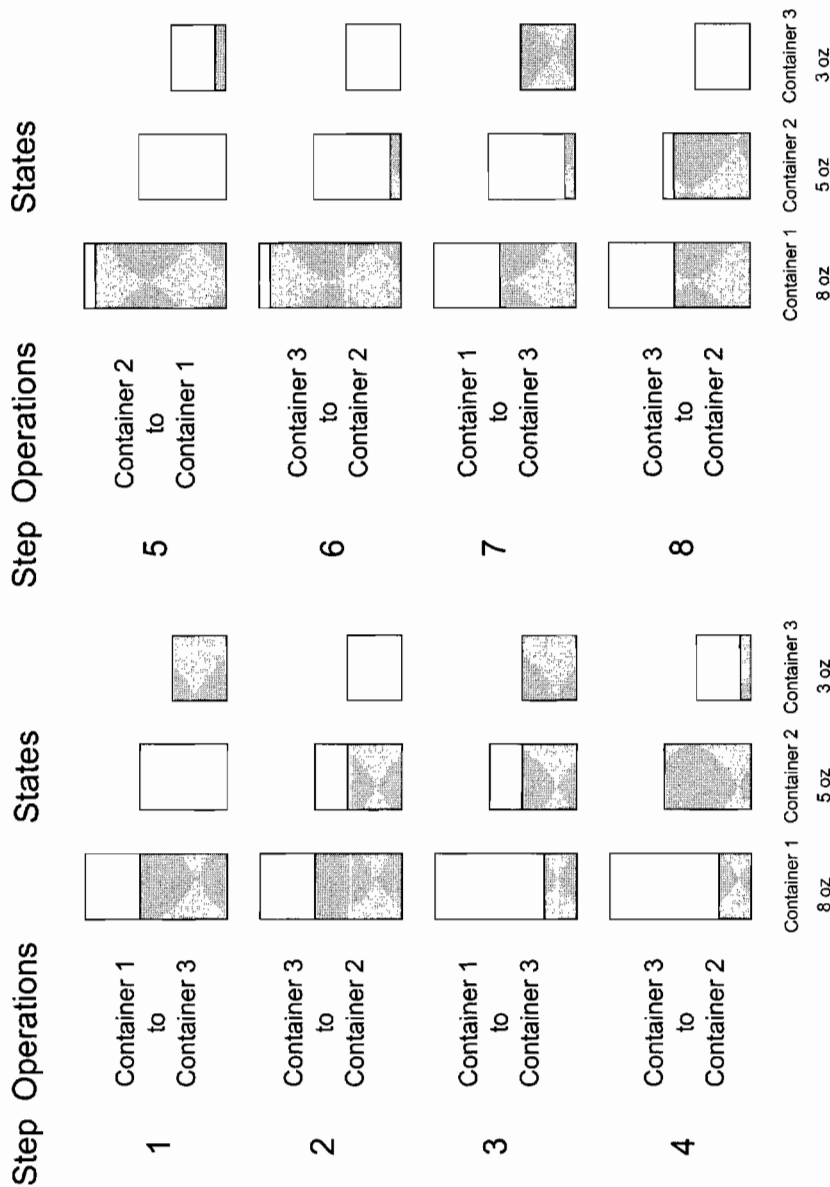 Step Operations States
1
Container 1
to
Container 3
2
Container 3
to
Container 2
3
Container 1
to
Container 3
4
Container 3
to
Container 2
Container 1 Container 2 Container 3
8 oz 5 oz 3 oz
Step Operations States
5
Container 2
to
Container 1
6
Container 3
to
Container 2
7
Container 1
to
Container 3
8
Container 3
to
Container 2
Container 1 Container 2 Container 3
8 oz 5 oz 3 oz